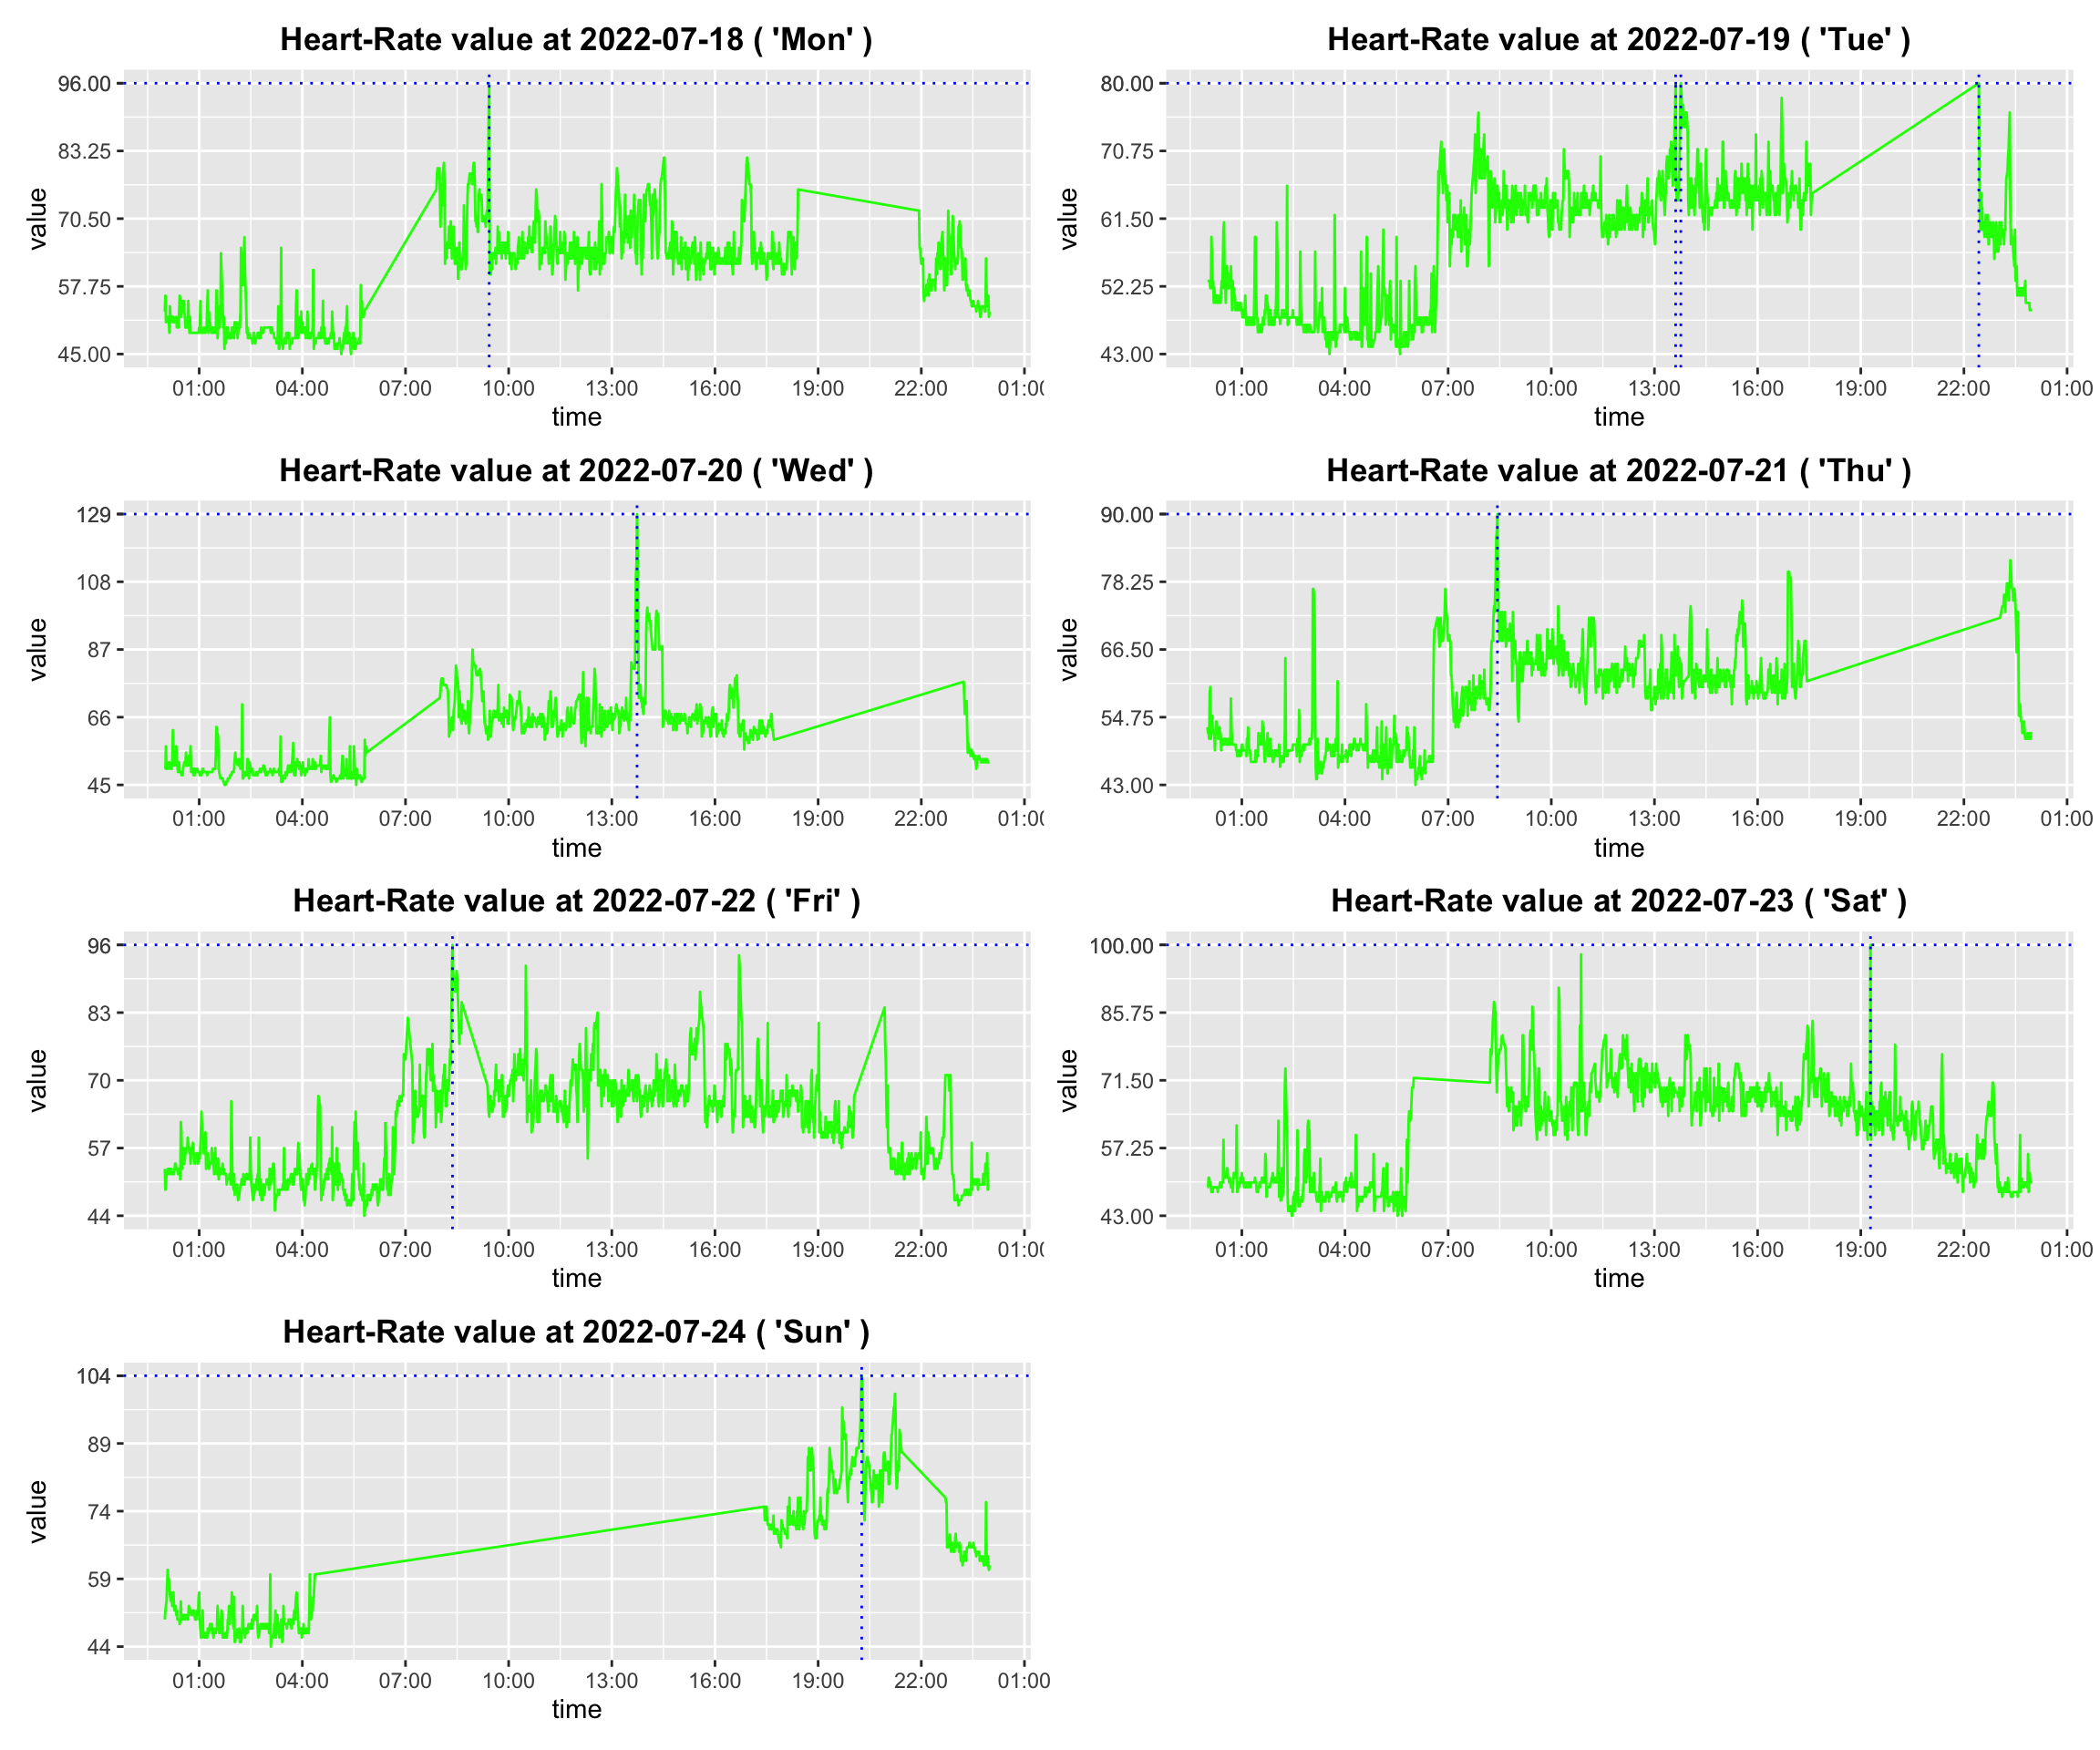 Heart-Rate value at 2022-07-18 ( 'Mon' )
96.00
83.25
70.50
57.75
45.00
value
01:00 04:00 07:00 10:00 13:00 16:00 19:00 22:00 01:00
time
Heart-Rate value at 2022-07-19 ( 'Tue' )
80.00
70.75
61.50
52.25
43.00
value
01:00 04:00 07:00 10:00 13:00 16:00 19:00 22:00 01:00
time
Heart-Rate value at 2022-07-20 ( 'Wed' )
129
108
87
66
45
value
01:00 04:00 07:00 10:00 13:00 16:00 19:00 22:00 01:00
time
Heart-Rate value at 2022-07-21 ( 'Thu' )
90.00
78.25
66.50
54.75
43.00
value
01:00 04:00 07:00 10:00 13:00 16:00 19:00 22:00 01:00
time
Heart-Rate value at 2022-07-22 ( 'Fri' )
96
83
70
57
44
value
01:00 04:00 07:00 10:00 13:00 16:00 19:00 22:00 01:00
time
Heart-Rate value at 2022-07-23 ( 'Sat' )
100.00
85.75
71.50
57.25
43.00
value
01:00 04:00 07:00 10:00 13:00 16:00 19:00 22:00 01:00
time
Heart-Rate value at 2022-07-24 ( 'Sun' )
104
89
74
59
44
value
01:00 04:00 07:00 10:00 13:00 16:00 19:00 22:00 01:00
time